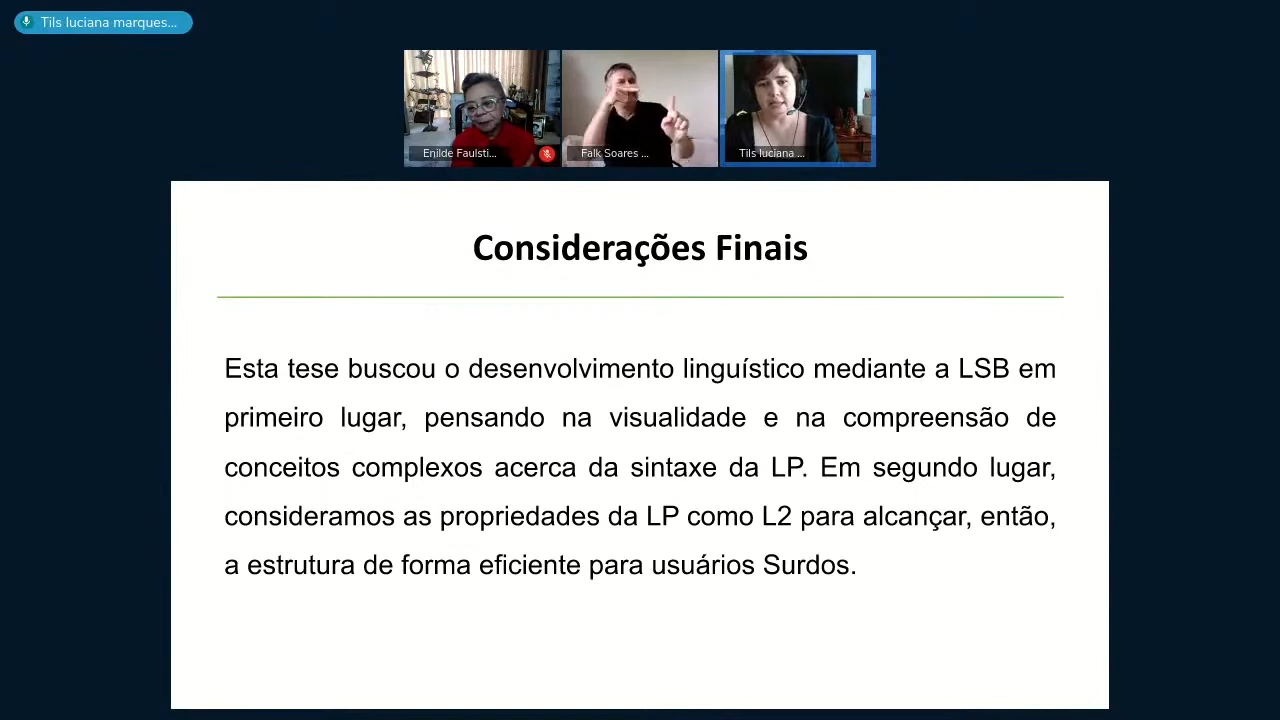 Tils luciana marques...
Enilde Faulsti...
Falk Soares ...
Tils luciana ...
Considerações Finais
Esta tese buscou o desenvolvimento linguístico mediante a LSB em
primeiro lugar, pensando na visualidade e na compreensão de
conceitos complexos acerca da sintaxe da LP. Em segundo lugar,
consideramos as propriedades da LP como L2 para alcançar, então,
a estrutura de forma eficiente para usuários Surdos.